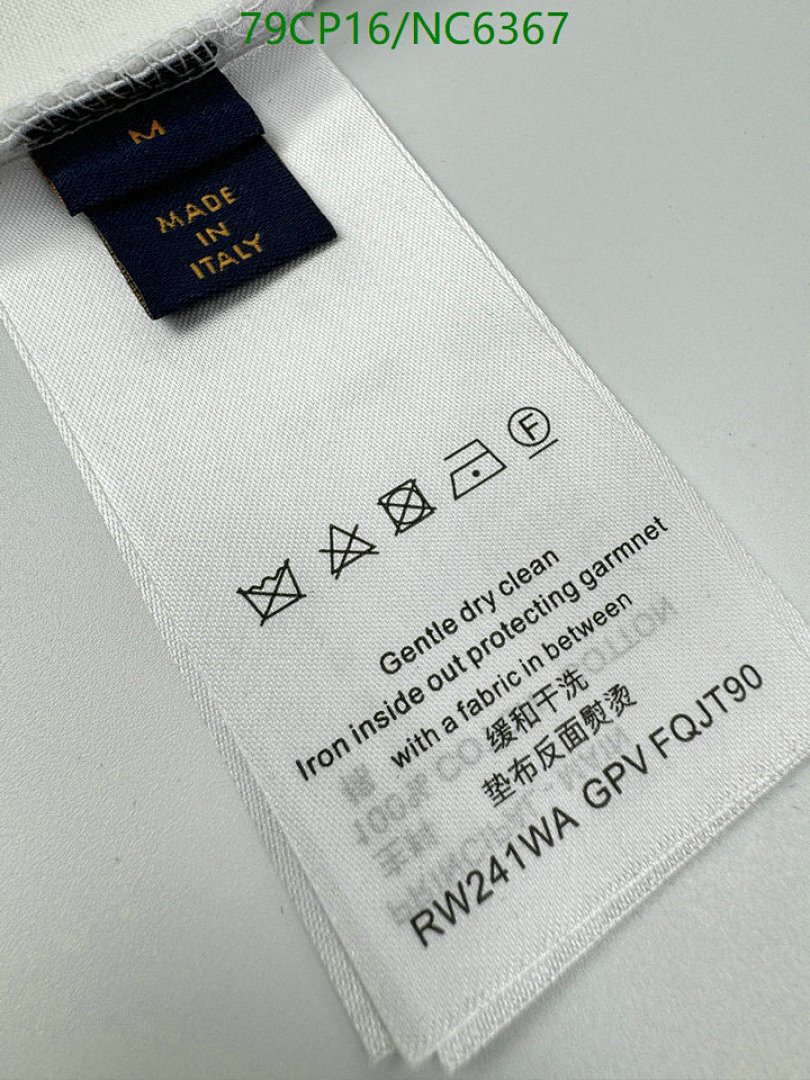 79CP16/NC6367
M
MADE
IN
ITALY
F
Gentle dry clean
Iron inside out protecting garmnet
with a fabric in between
缓和干洗
垫布反面熨烫
RW241WA GPV FQJT90